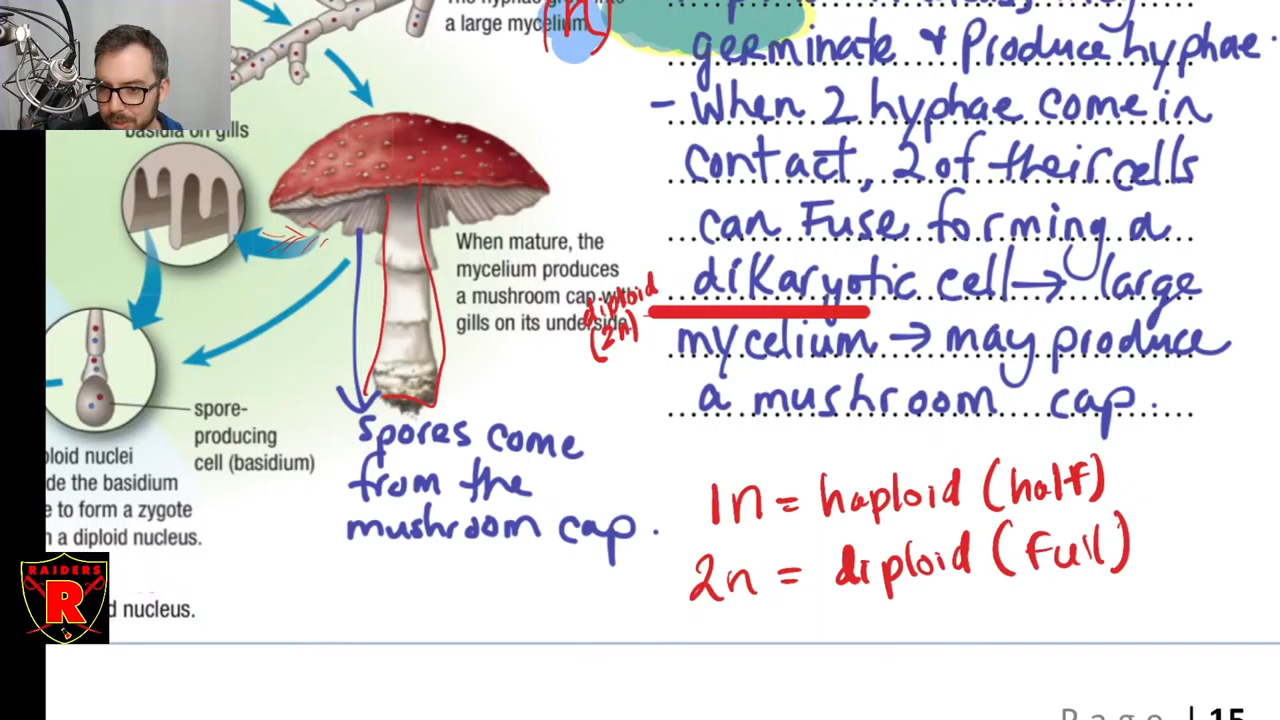 a large mycelium.
(n)
germinate & Produce hyphae.
- When 2 hyphae come in
contact, 2 of their cells
can Fuse forming a
dikaryotic cell → large
mycelium → may produce
a mushroom cap.
basidia on gills
When mature, the
mycelium produces
a mushroom cap with
gills on its underside.
diploid
(2n)
spore-
producing
cell (basidium)
spores come
from the
mushroom cap.
1n = haploid (half)
2n = diploid (Full)
ploid nuclei
de the basidium
e to form a zygote
a diploid nucleus.
d nucleus.
RAIDERS
R
Page | 15